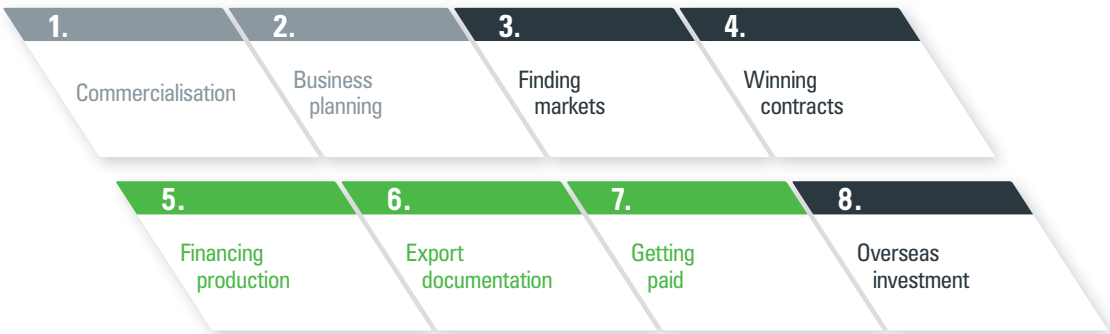 1.
2.
3.
4.
Commercialisation
Business
planning
Finding
markets
Winning
contracts
5.
6.
7.
8.
Financing
production
Export
documentation
Getting
paid
Overseas
investment